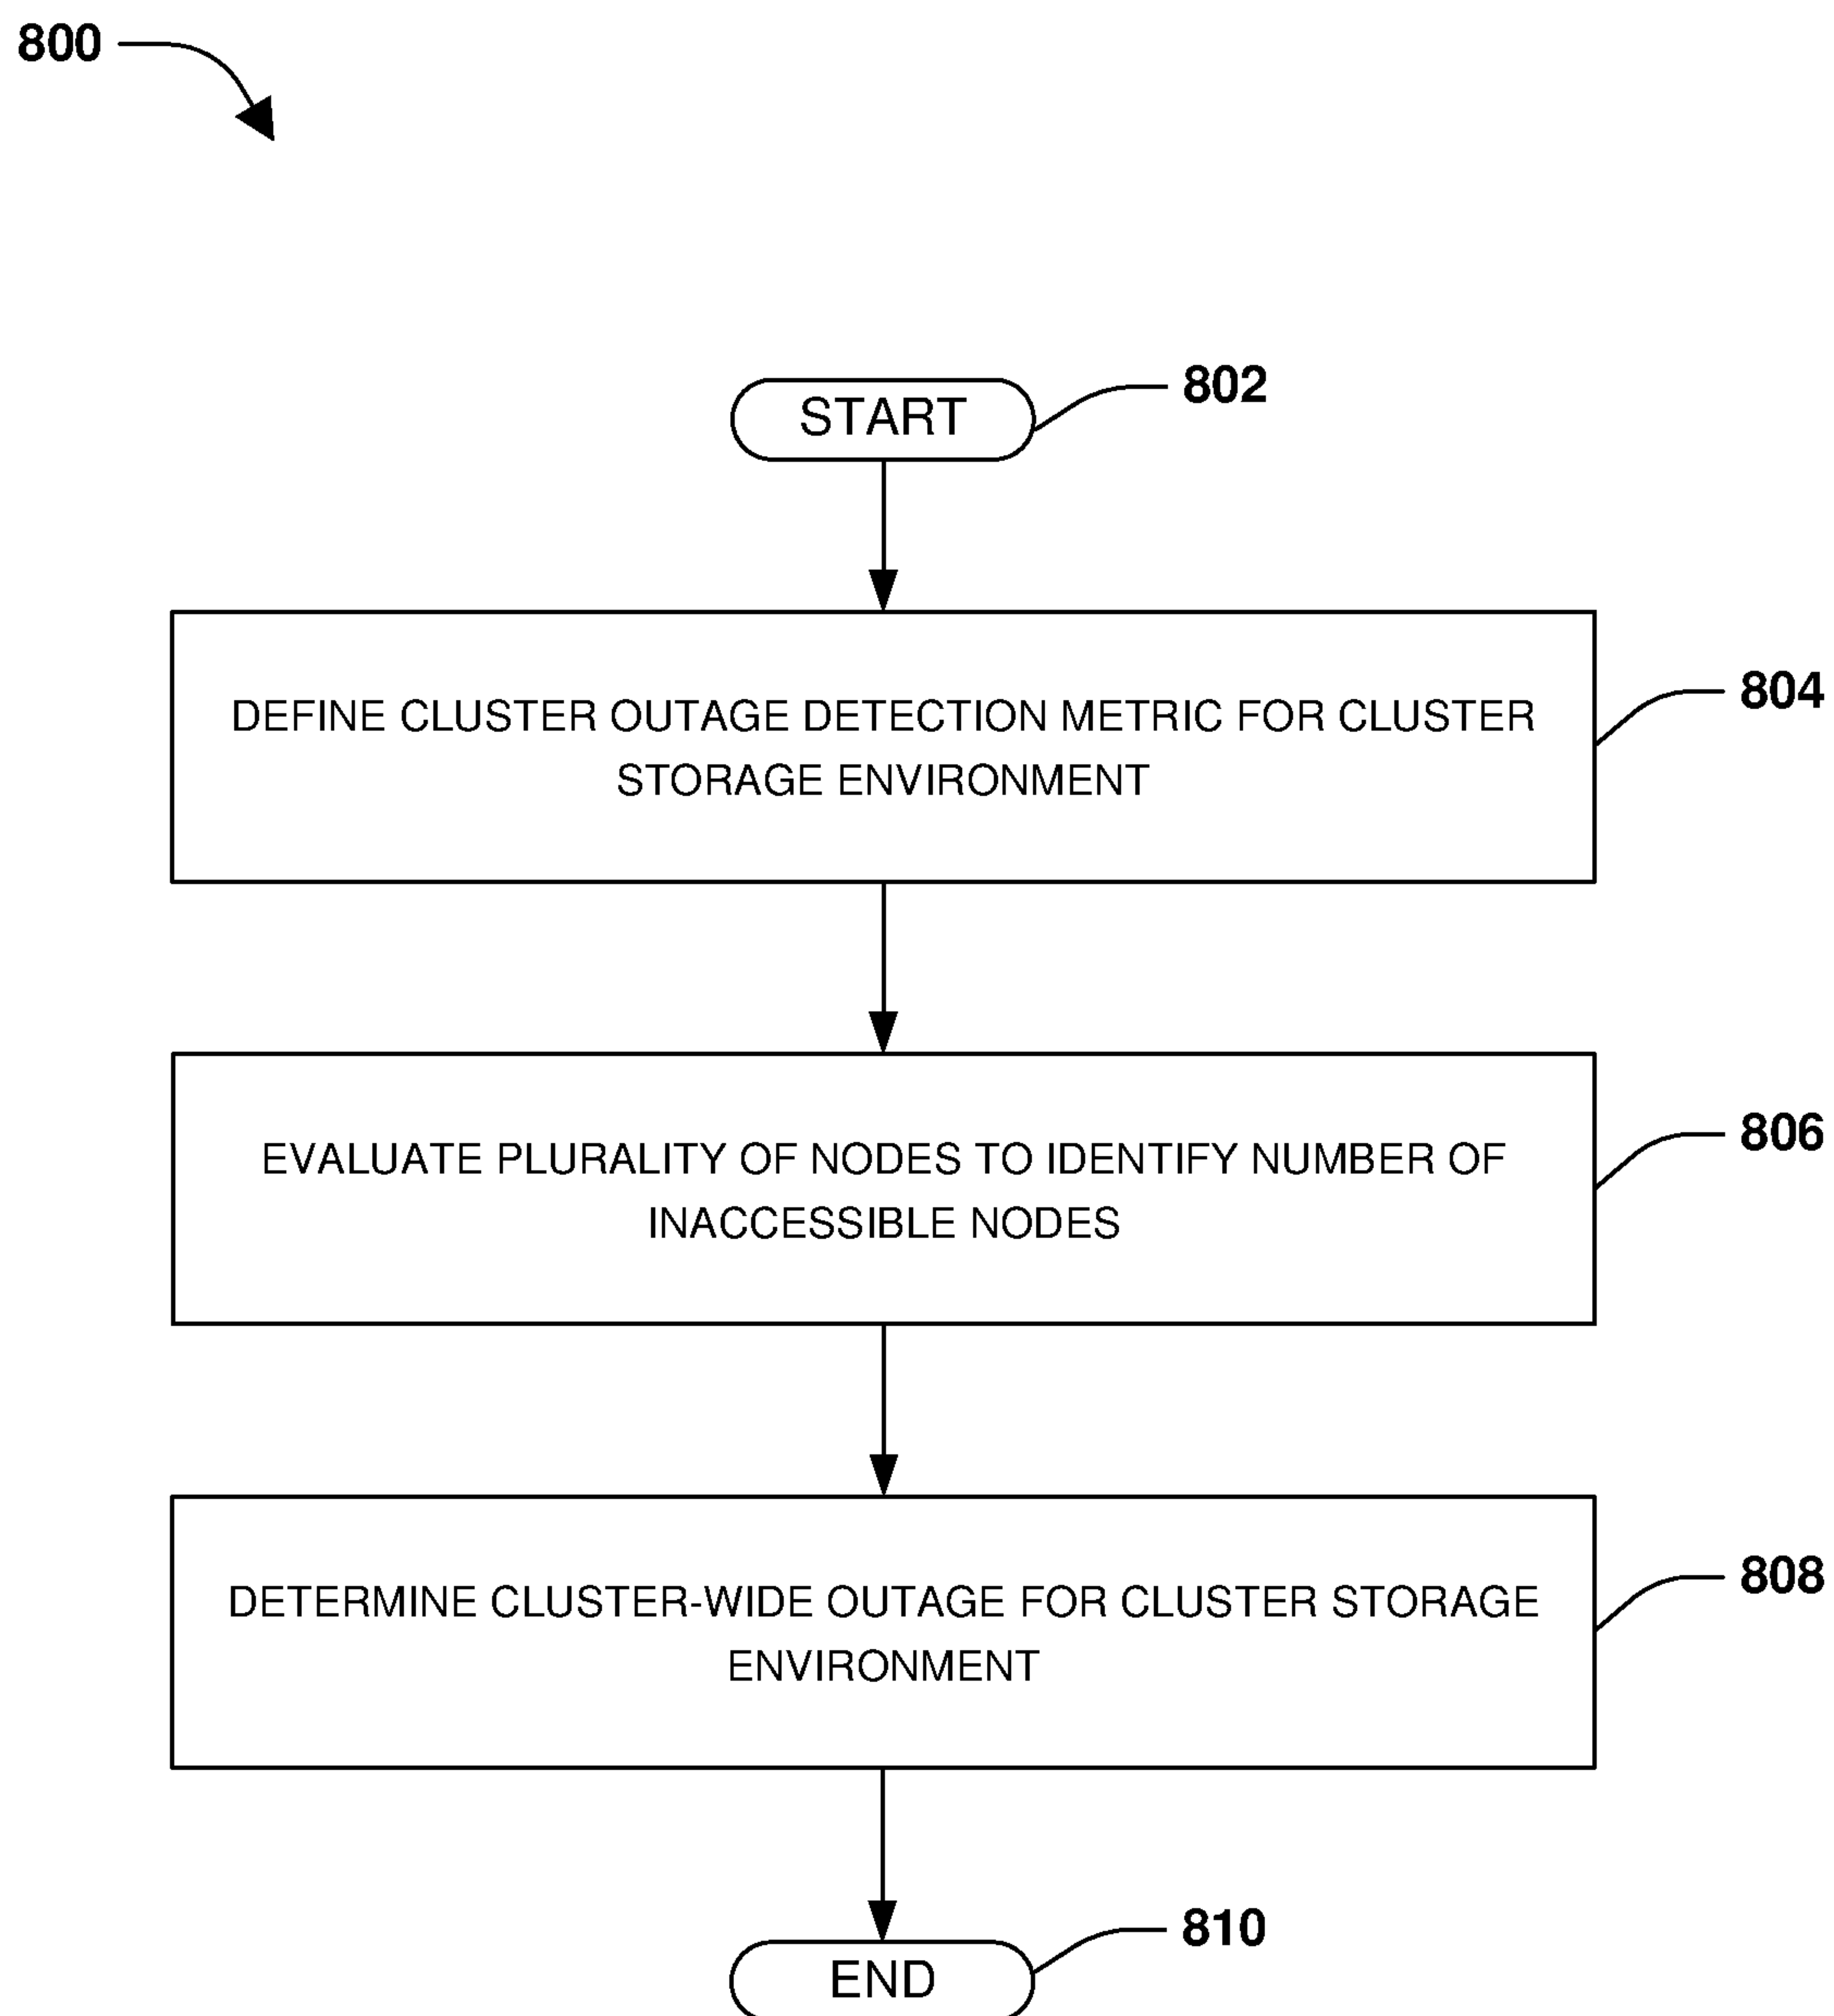 800
START
802
DEFINE CLUSTER OUTAGE DETECTION METRIC FOR CLUSTER
STORAGE ENVIRONMENT
804
EVALUATE PLURALITY OF NODES TO IDENTIFY NUMBER OF
INACCESSIBLE NODES
806
DETERMINE CLUSTER-WIDE OUTAGE FOR CLUSTER STORAGE
ENVIRONMENT
808
END
810